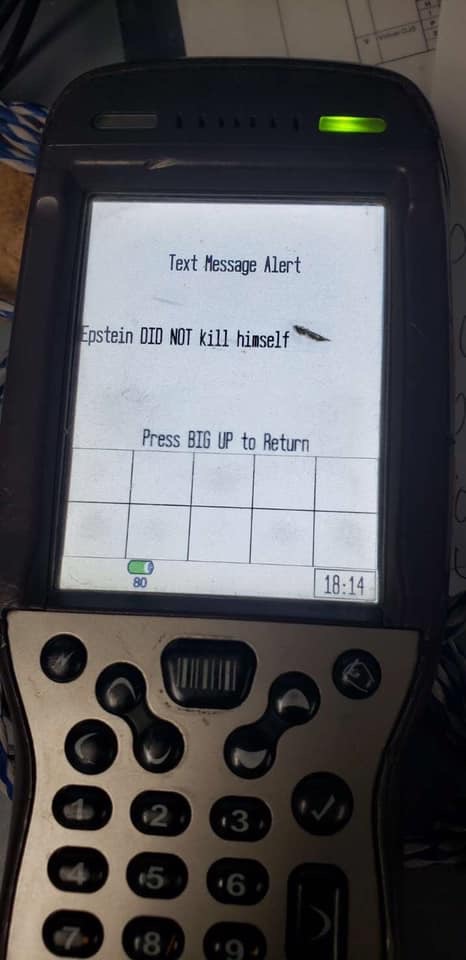 Text Message Alert
Epstein DID NOT kill himself
Press BIG UP to Return
80
18:14
1 2 3
4 5 6
7 8 9